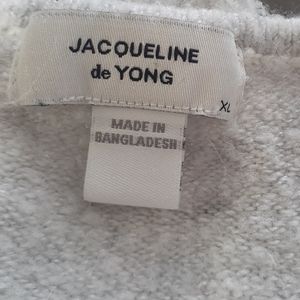 JACQUELINE
de YONG
XL
MADE IN
BANGLADESH